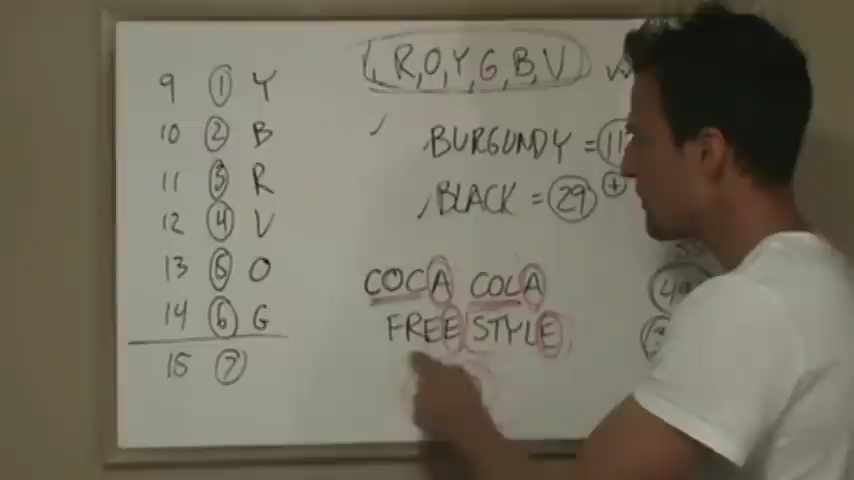 9 1 Y
10 2 B
11 3 R
12 4 V
13 5 O
14 6 G
15 7
R, O, Y, G, B, V
BURGUNDY = 11
BLACK = 29 +
COCA COLA
FREE STYLE